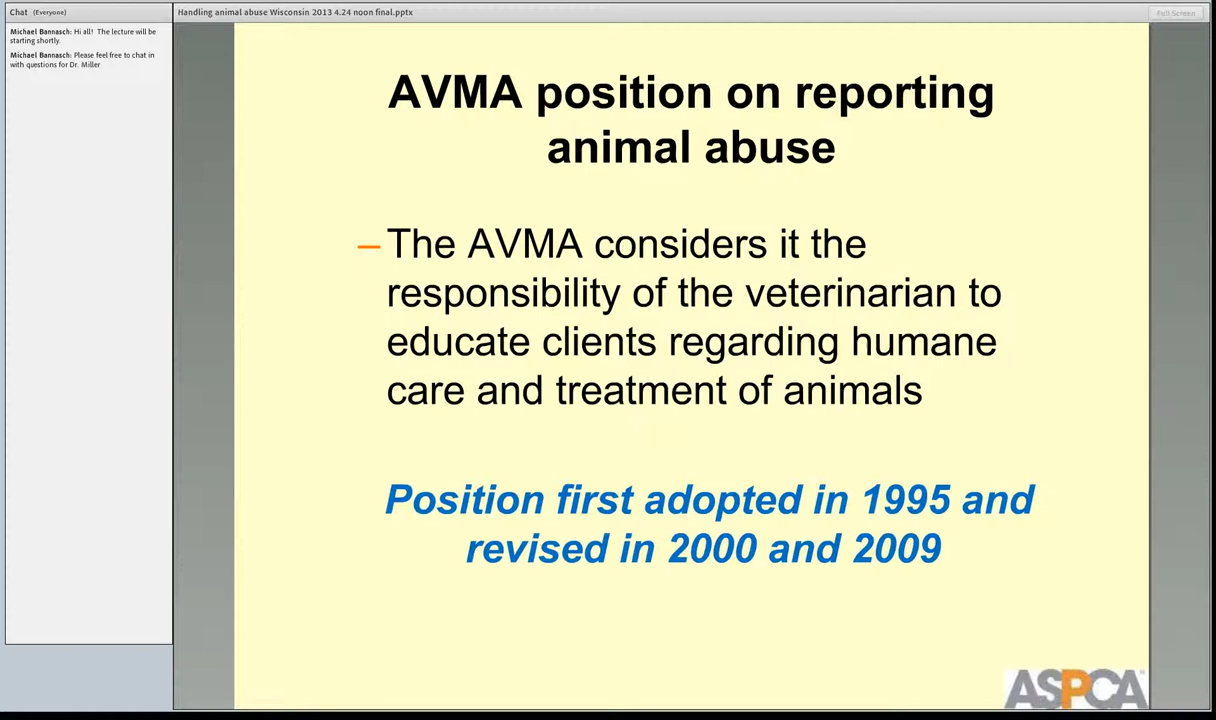 Chat (Everyone)
Michael Bannasch: Hi all! The lecture will be
starting shortly.
Michael Bannasch: Please feel free to chat in
with questions for Dr. Miller
Handling animal abuse Wisconsin 2013 4.24 noon final.pptx
Full Screen
AVMA position on reporting
animal abuse
– The AVMA considers it the
responsibility of the veterinarian to
educate clients regarding humane
care and treatment of animals
Position first adopted in 1995 and
revised in 2000 and 2009
ASPCA